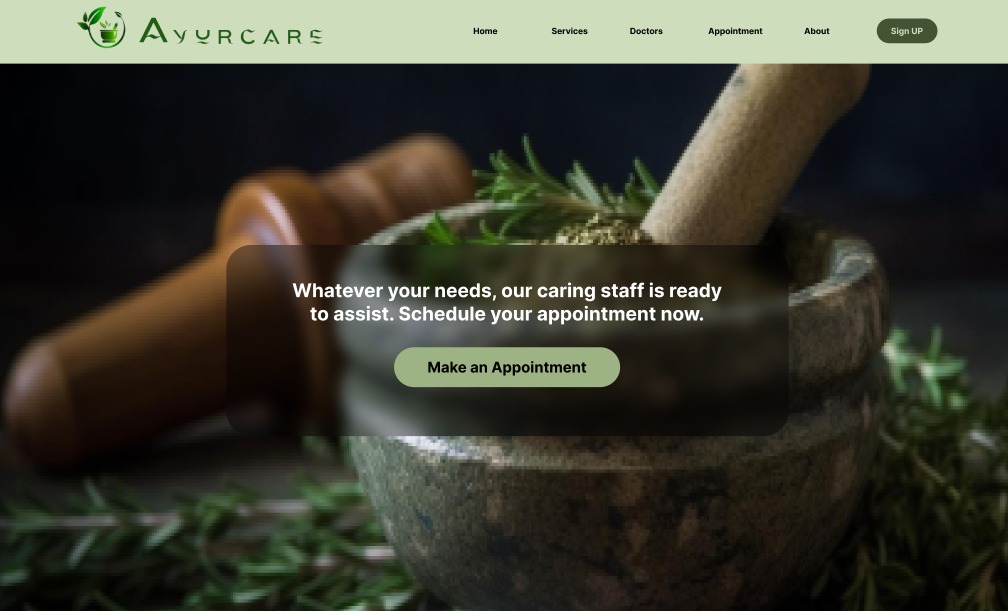 AYURCARE
Home Services Doctors Appointment About Sign UP
Whatever your needs, our caring staff is ready
to assist. Schedule your appointment now.
Make an Appointment